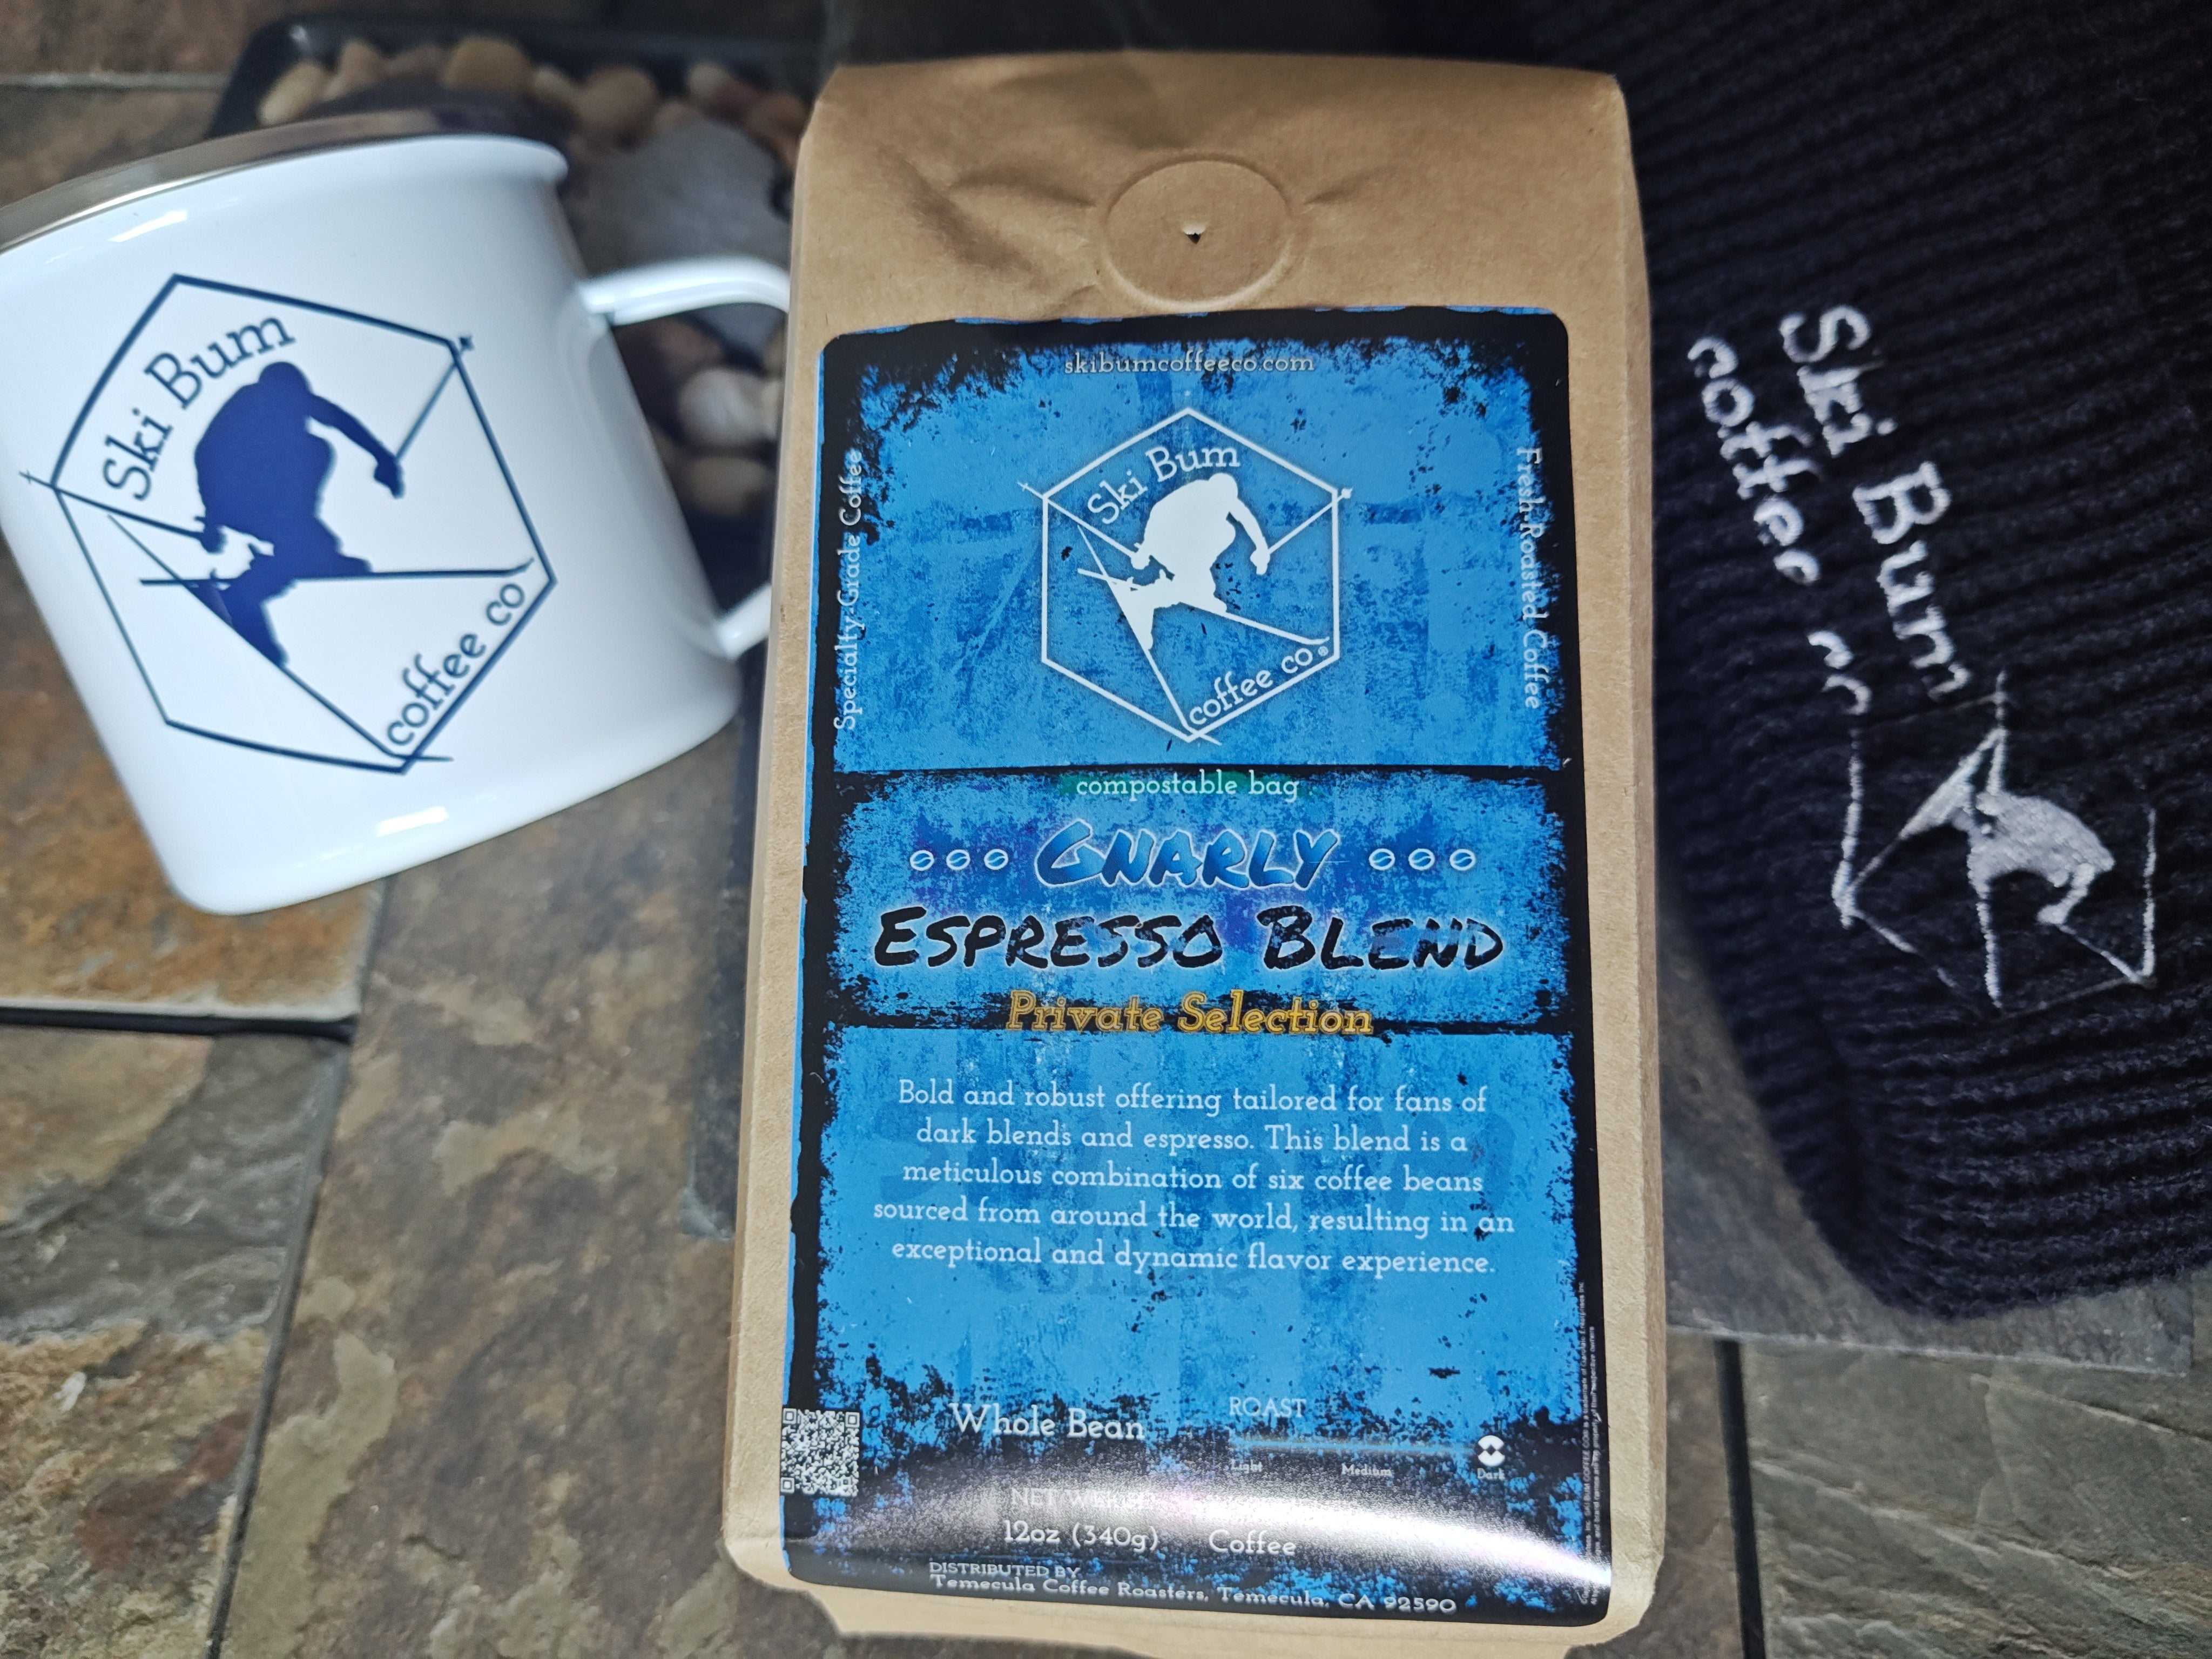 Ski Bum
coffee co
skibumcoffeeco.com
Specialty Grade Coffee
Fresh Roasted Coffee
Ski Bum
coffee co®
compostable bag
GNARLY
ESPRESSO BLEND
Private Selection
Bold and robust offering tailored for fans of
dark blends and espresso. This blend is a
meticulous combination of six coffee beans
sourced from around the world, resulting in an
exceptional and dynamic flavor experience.
Whole Bean
ROAST
Light Medium Dark
NET WEIGHT
12oz (340g) Coffee
DISTRIBUTED BY
Temecula Coffee Roasters, Temecula, CA 92590
Ski Bum
coffee co